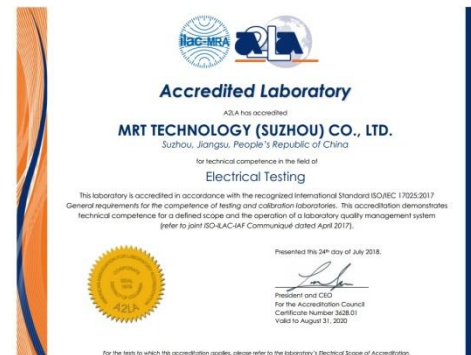 ilac-MRA
A2LA
Accredited Laboratory
A2LA has accredited
MRT TECHNOLOGY (SUZHOU) CO., LTD.
Suzhou, Jiangsu, People's Republic of China
for technical competence in the field of
Electrical Testing
This laboratory is accredited in accordance with the recognized International Standard ISO/IEC 17025:2017
General requirements for the competence of testing and calibration laboratories. This accreditation demonstrates
technical competence for a defined scope and the operation of a laboratory quality management system
(refer to joint ISO-ILAC-IAF Communiqué dated April 2017).
Presented this 24th day of July 2018.
President and CEO
For the Accreditation Council
Certificate Number 3628.01
Valid to August 31, 2020
SEAL
1978
A2LA
For the tests to which this accreditation applies, please refer to the laboratory's Electrical Scope of Accreditation.